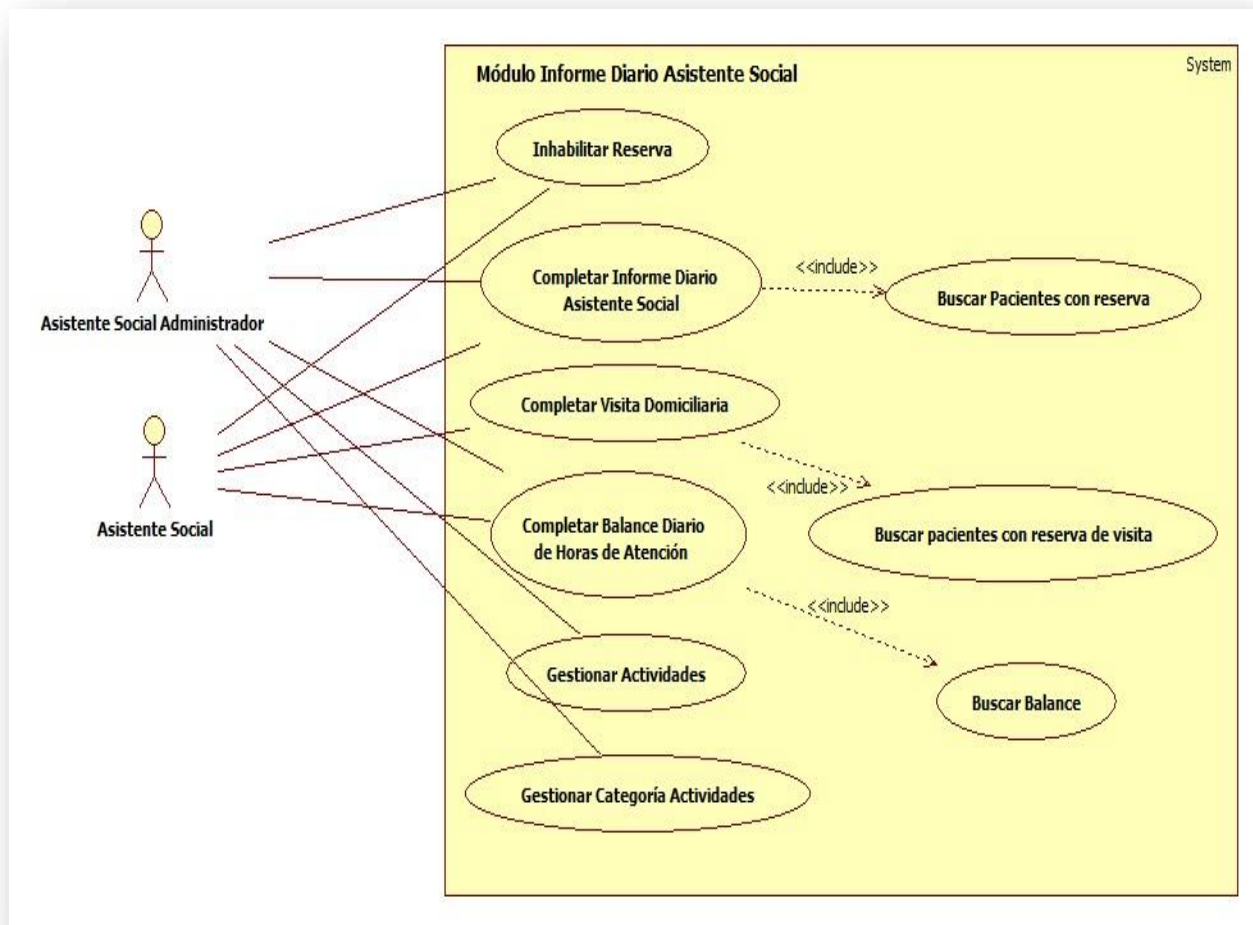 System
Módulo Informe Diario Asistente Social
Inhabilitar Reserva
Completar Informe Diario
Asistente Social
<<include>>
Buscar Pacientes con reserva
Asistente Social Administrador
Completar Visita Domiciliaria
<<include>>
Asistente Social
Completar Balance Diario
de Horas de Atención
Buscar pacientes con reserva de visita
<<include>>
Gestionar Actividades
Buscar Balance
Gestionar Categoría Actividades